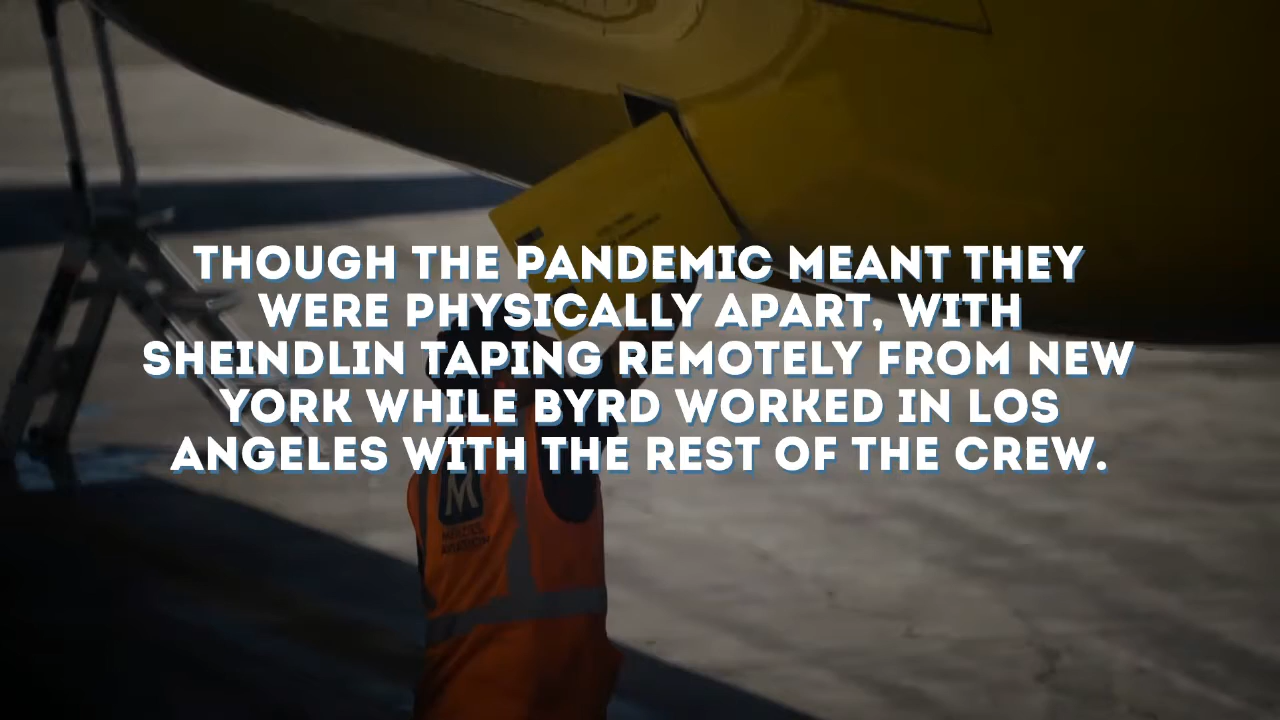 THOUGH THE PANDEMIC MEANT THEY
WERE PHYSICALLY APART, WITH
SHEINDLIN TAPING REMOTELY FROM NEW
YORK WHILE BYRD WORKED IN LOS
ANGELES WITH THE REST OF THE CREW.
M
AVIATION